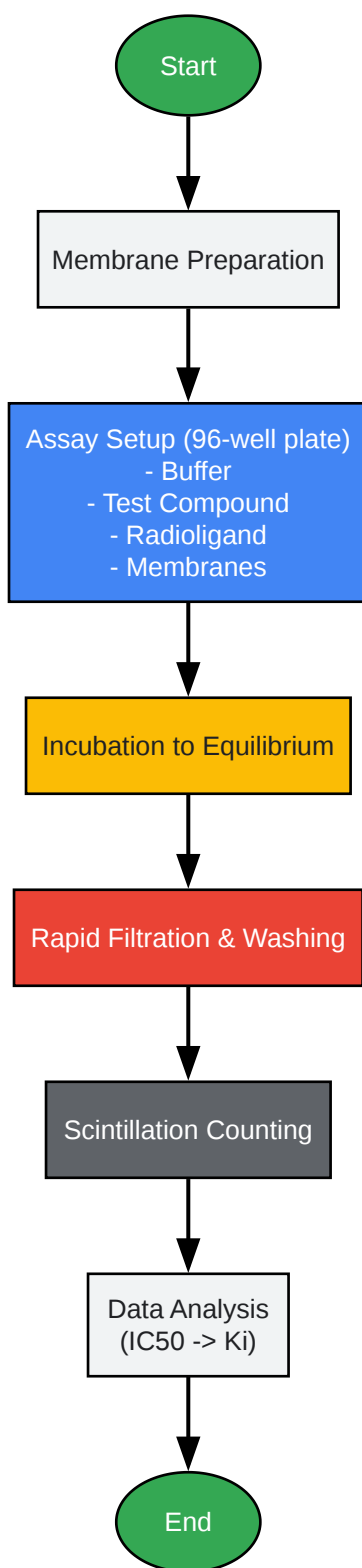 Start
Membrane Preparation
Assay Setup (96-well plate)
- Buffer
- Test Compound
- Radioligand
- Membranes
Incubation to Equilibrium
Rapid Filtration & Washing
Scintillation Counting
Data Analysis
(IC50 -> Ki)
End